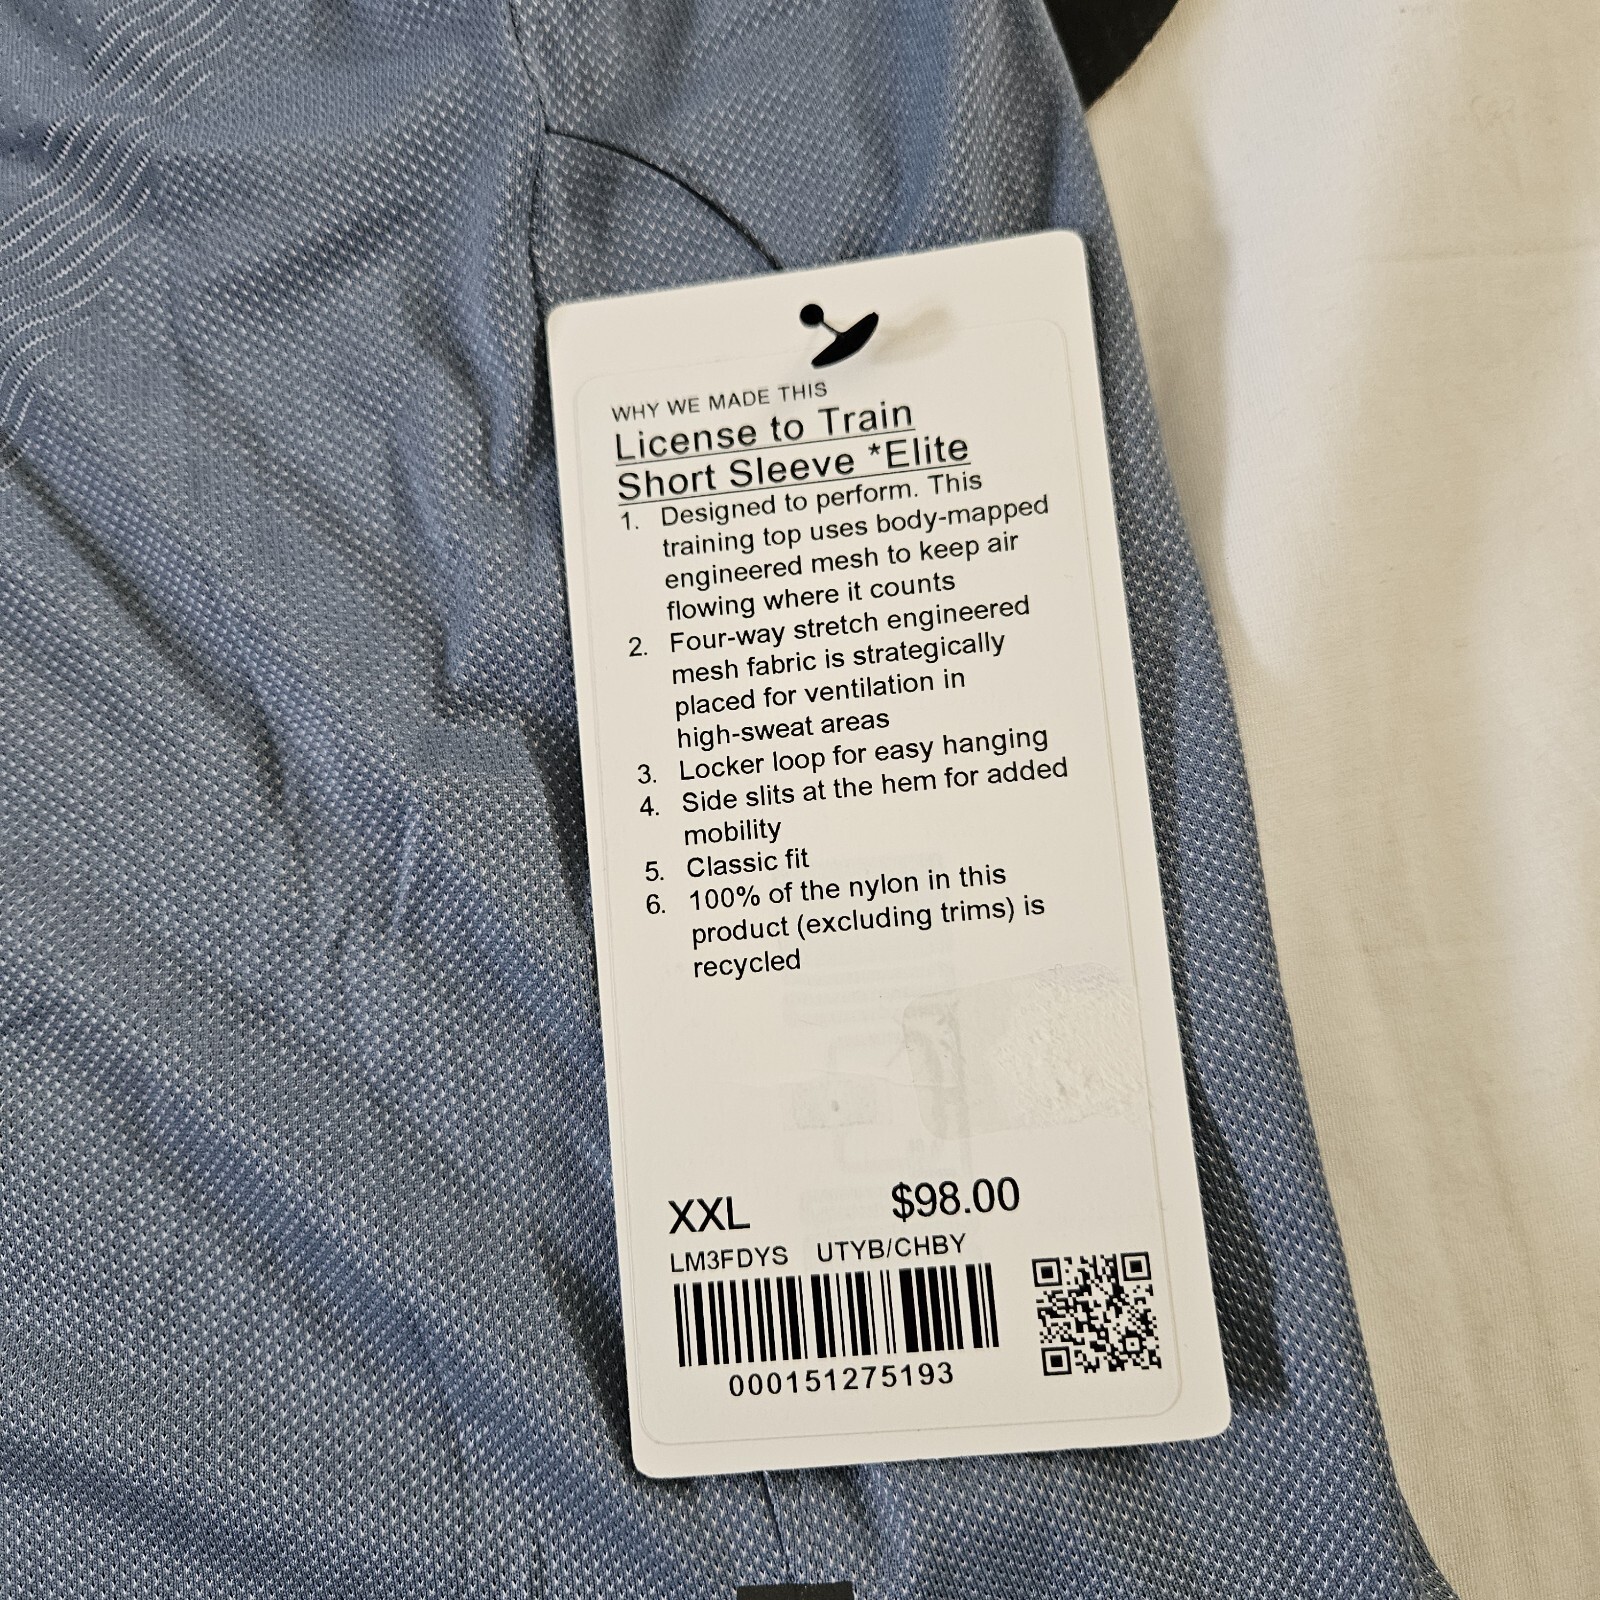 WHY WE MADE THIS
License to Train
Short Sleeve *Elite
1. Designed to perform. This
training top uses body-mapped
engineered mesh to keep air
flowing where it counts
2. Four-way stretch engineered
mesh fabric is strategically
placed for ventilation in
high-sweat areas
3. Locker loop for easy hanging
4. Side slits at the hem for added
mobility
5. Classic fit
6. 100% of the nylon in this
product (excluding trims) is
recycled
XXL $98.00
LM3FDYS UTYB/CHBY
000151275193